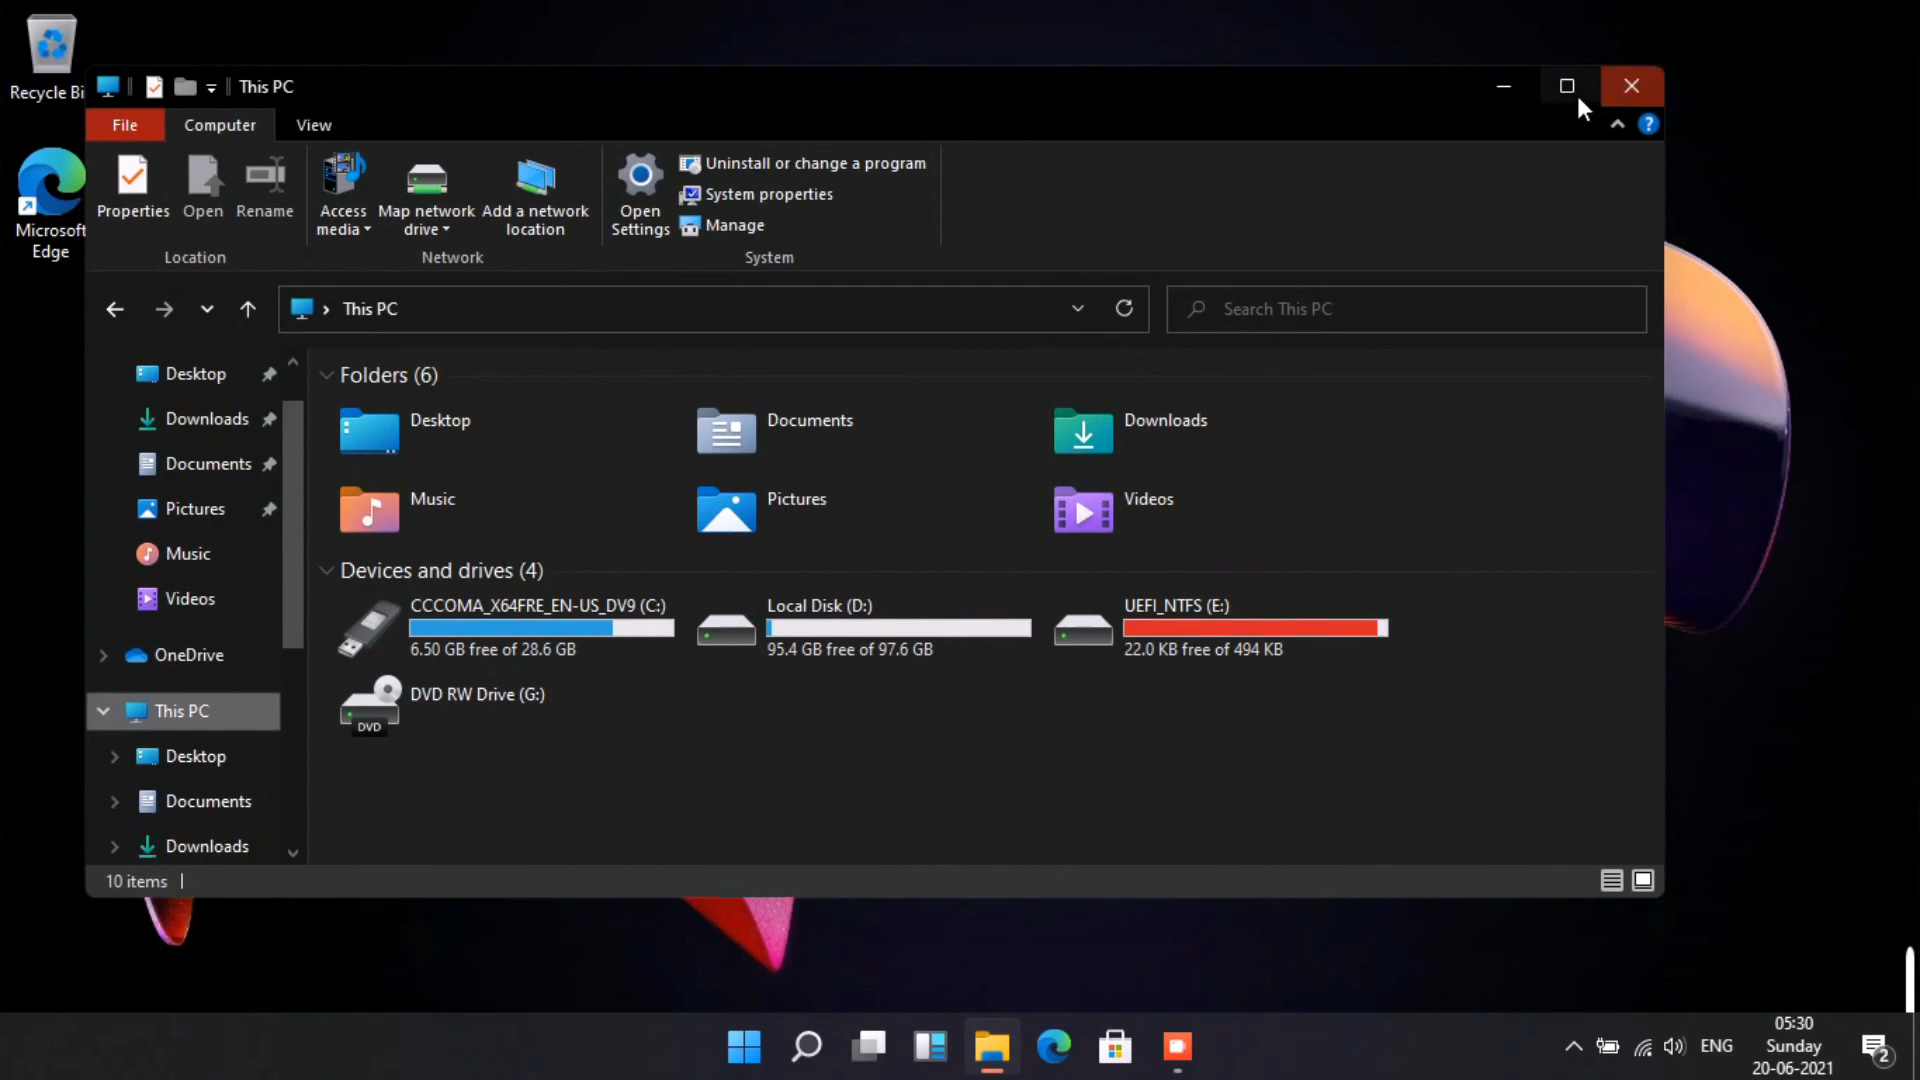 Recycle Bi
Microsoft
Edge
This PC
File
Computer
View
?
Properties
Open
Rename
Location
Access
media
Map network
drive
Add a network
location
Network
Open
Settings
Uninstall or change a program
System properties
Manage
System
This PC
Search This PC
Desktop
Downloads
Documents
Pictures
Music
Videos
OneDrive
This PC
Desktop
Documents
Downloads
Folders (6)
Desktop
Documents
Downloads
Music
Pictures
Videos
Devices and drives (4)
CCCOMA_X64FRE_EN-US_DV9 (C:)
6.50 GB free of 28.6 GB
Local Disk (D:)
95.4 GB free of 97.6 GB
UEFI_NTFS (E:)
22.0 KB free of 494 KB
DVD RW Drive (G:)
DVD
10 items
ENG
05:30
Sunday
20-06-2021
2